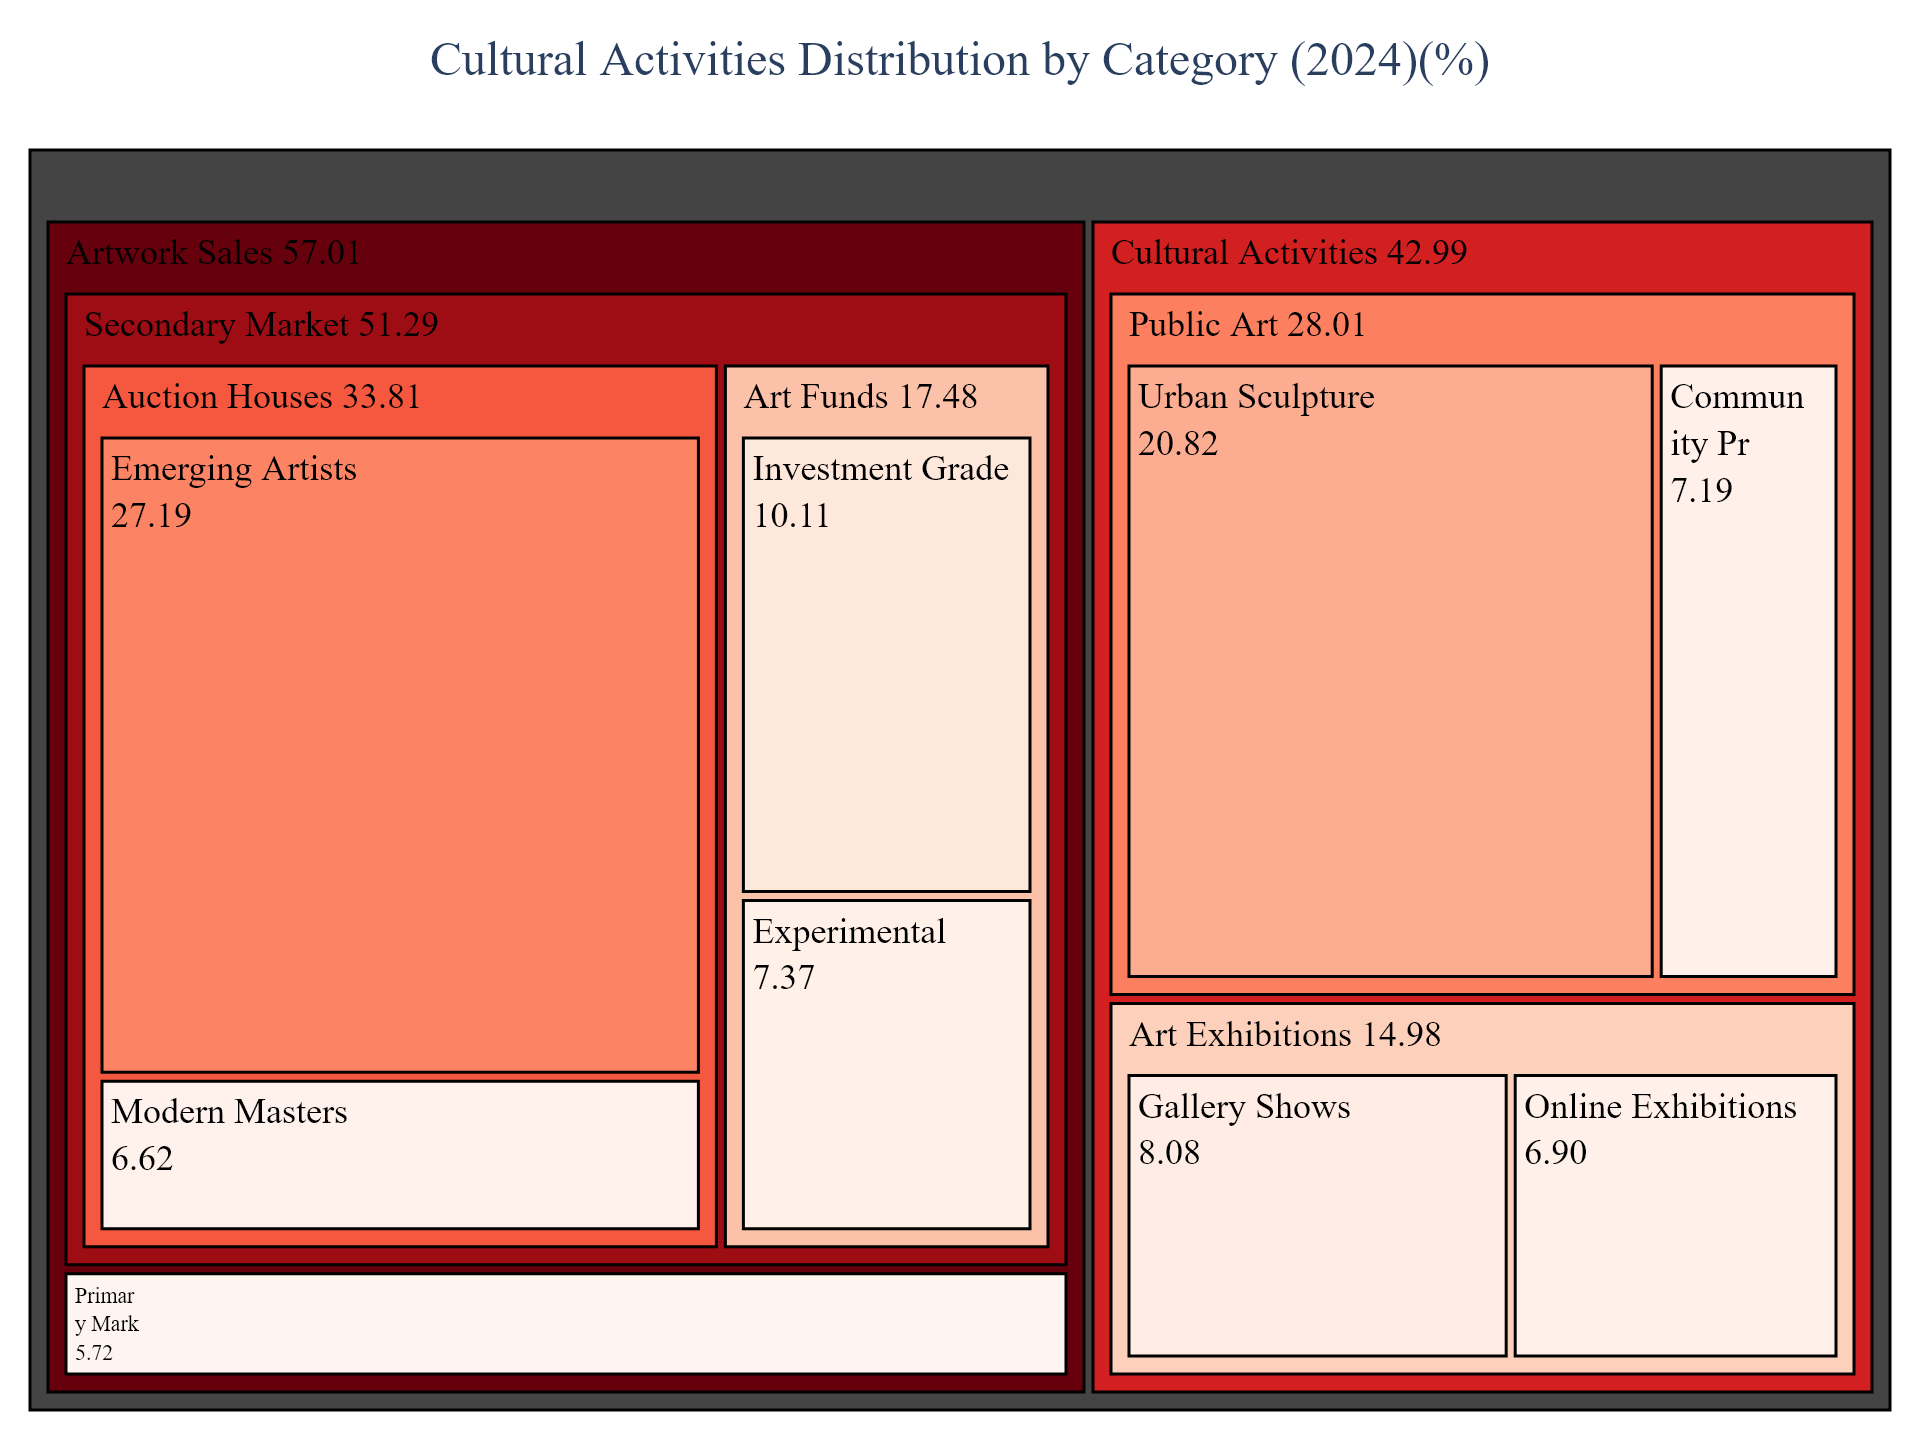 Cultural Activities Distribution by Category (2024)(%)
Artwork Sales 57.01
Secondary Market 51.29
Auction Houses 33.81
Emerging Artists
27.19
Modern Masters
6.62
Art Funds 17.48
Investment Grade
10.11
Experimental
7.37
Primar
y Mark
5.72
Cultural Activities 42.99
Public Art 28.01
Urban Sculpture
20.82
Commun
ity Pr
7.19
Art Exhibitions 14.98
Gallery Shows
8.08
Online Exhibitions
6.90